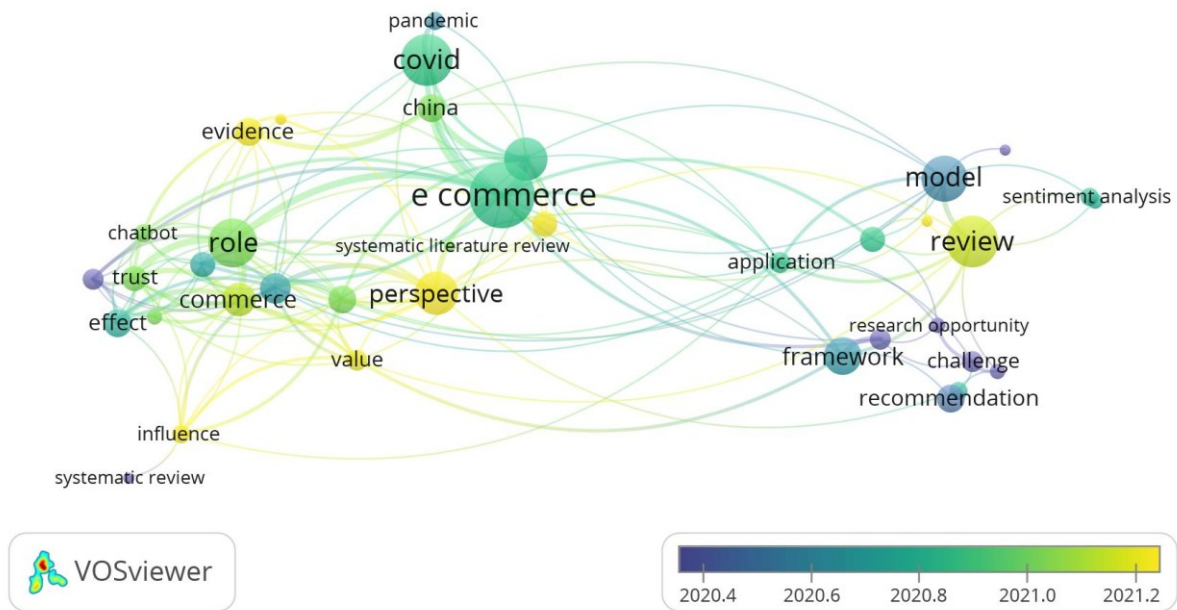 pandemic
covid
china
evidence
e commerce
model
sentiment analysis
chatbot
role
systematic literature review
review
application
trust
commerce
perspective
effect
research opportunity
value
framework
challenge
recommendation
influence
systematic review
VOSviewer
2020.4 2020.6 2020.8 2021.0 2021.2